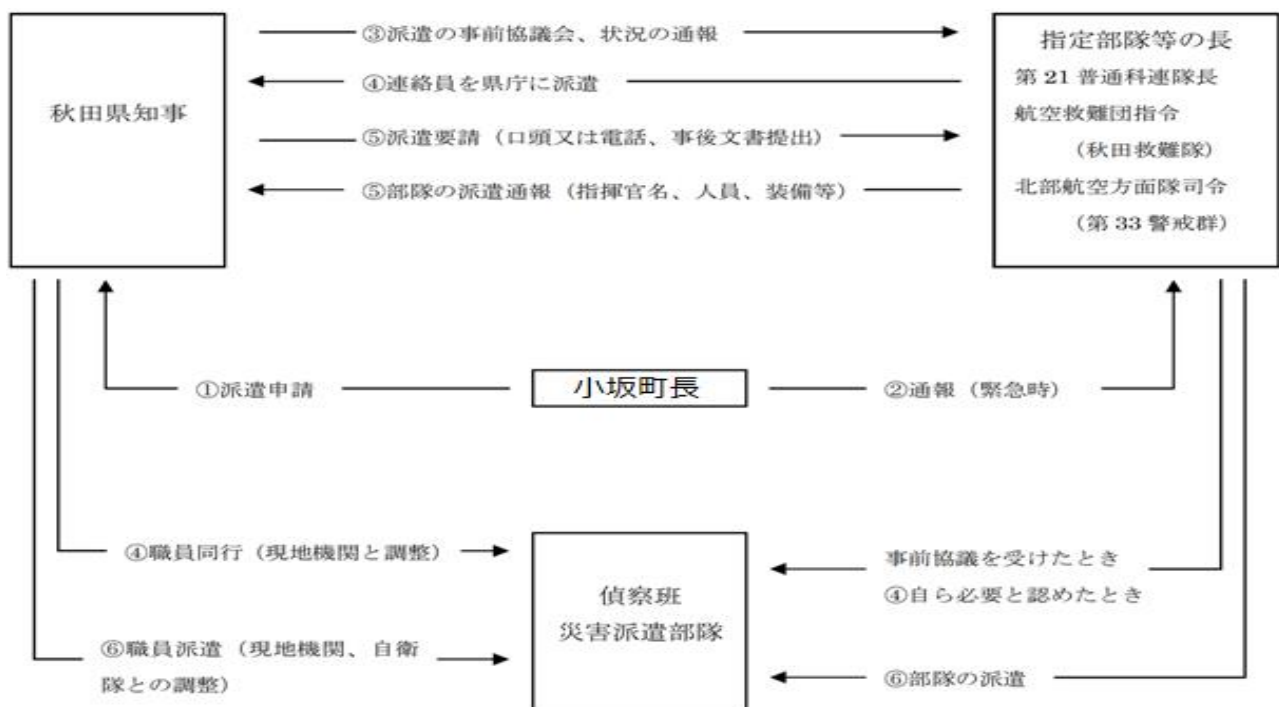 ③派遣の事前協議会、状況の通報
指定部隊等の長
④連絡員を県庁に派遣
第 21 普通科連隊長
秋田県知事
航空救難団指令
⑤派遣要請（口頭又は電話、事後文書提出）
（秋田救難隊）
⑤部隊の派遣通報（指揮官名、人員、装備等）
北部航空方面隊司令
（第 33 警戒群）
①派遣申請
小坂町長
②通報（緊急時）
④職員同行（現地機関と調整）
事前協議を受けたとき
④自ら必要と認めたとき
偵察班
災害派遣部隊
⑥職員派遣（現地機関、自衛
隊との調整）
⑥部隊の派遣